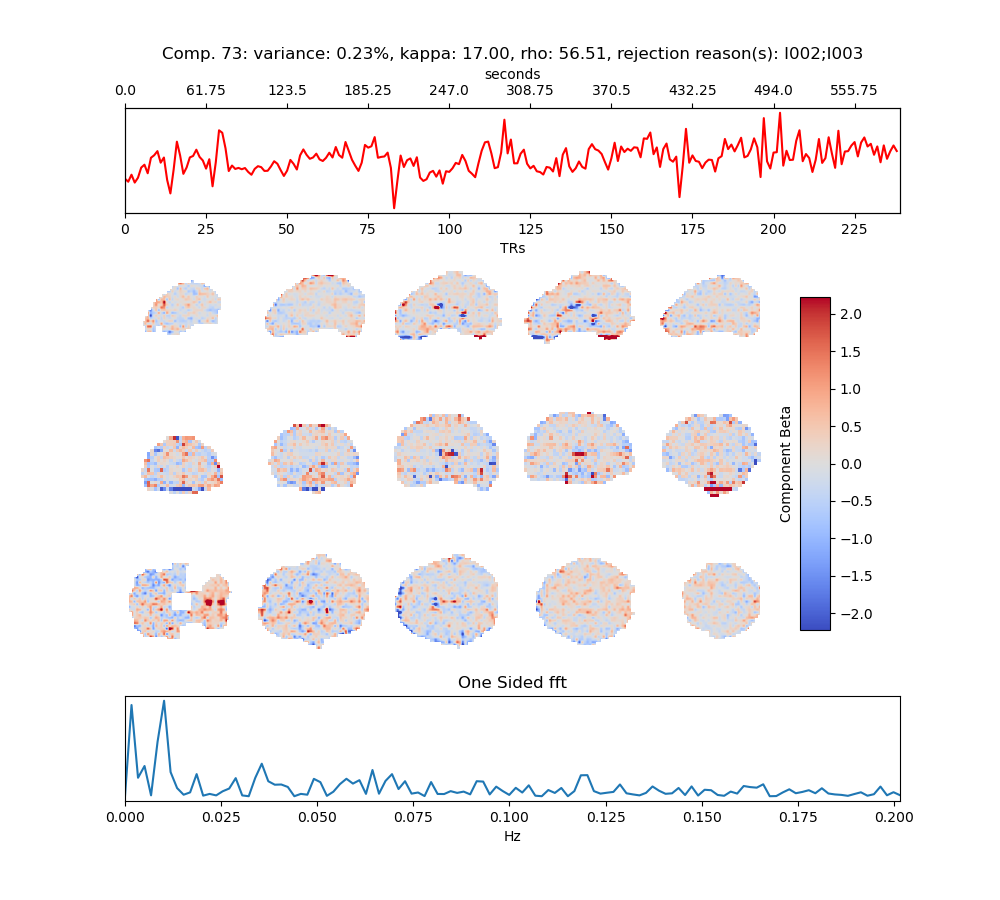 Comp. 73: variance: 0.23%, kappa: 17.00, rho: 56.51, rejection reason(s): I002;I003
seconds
0.0 61.75 123.5 185.25 247.0 308.75 370.5 432.25 494.0 555.75
0 25 50 75 100 125 150 175 200 225
TRs
2.0
1.5
1.0
0.5
0.0
−0.5
−1.0
−1.5
−2.0
Component Beta
One Sided fft
0.000 0.025 0.050 0.075 0.100 0.125 0.150 0.175 0.200
Hz